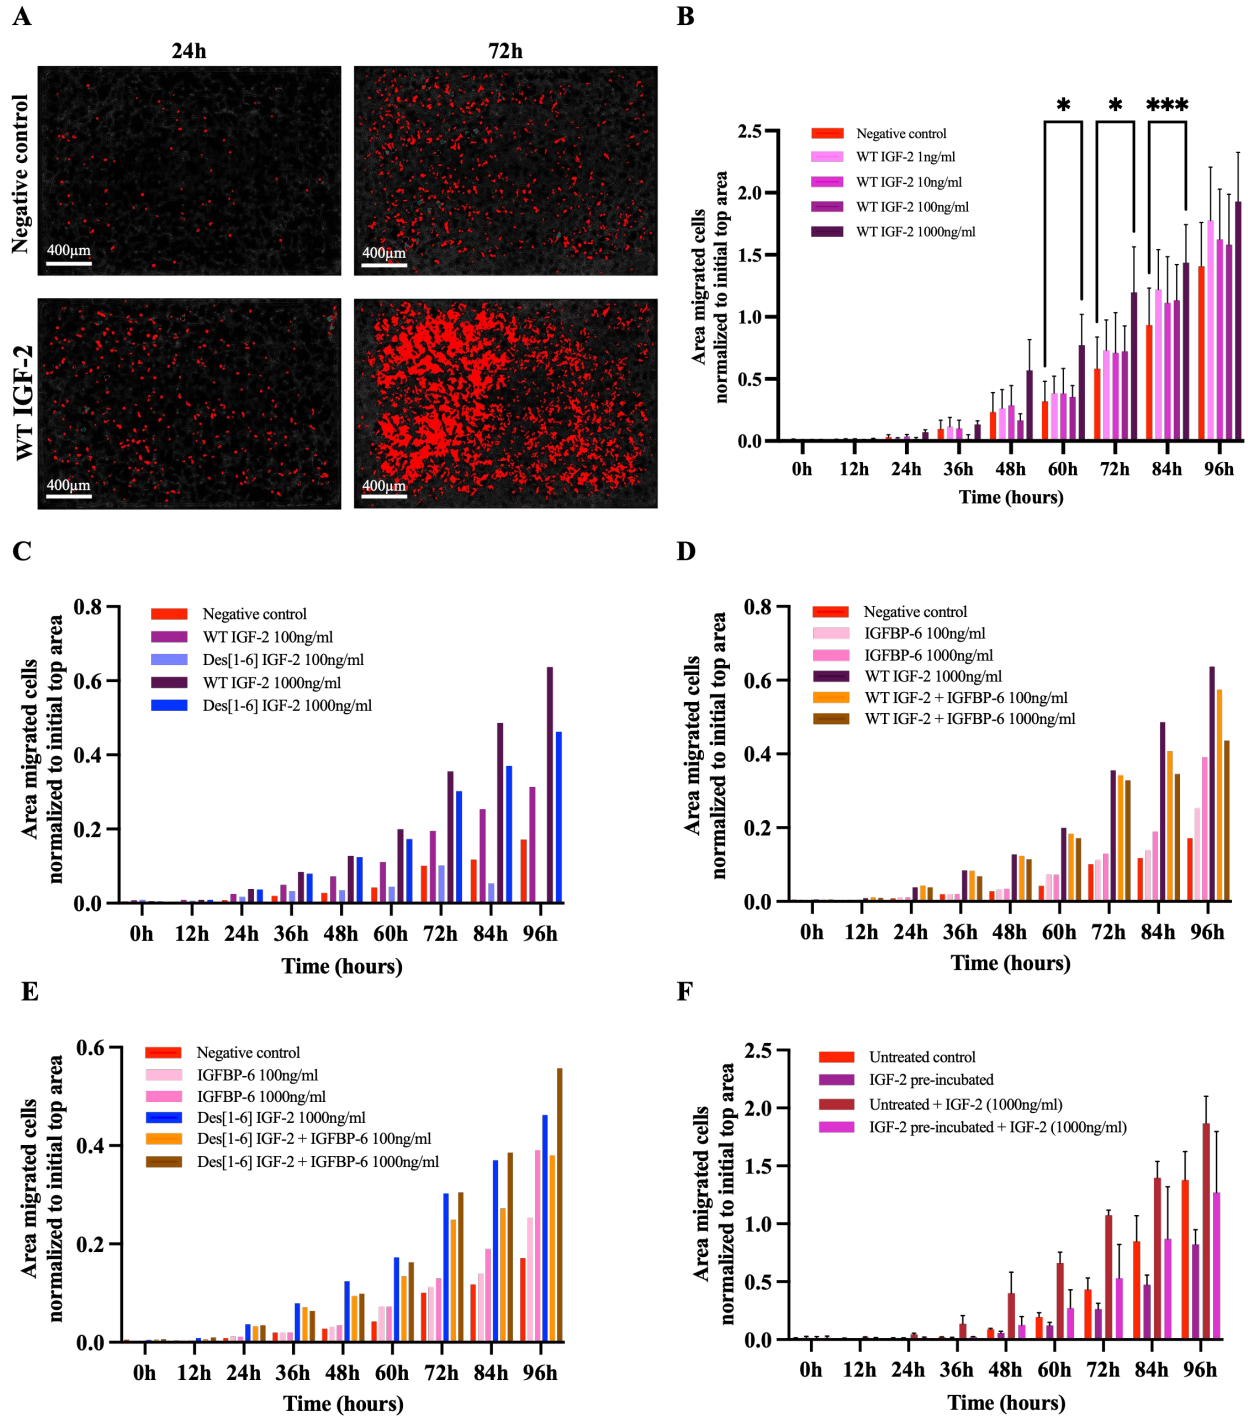 A
24h
72h
Negative control
400µm
400µm
WT IGF-2
400µm
400µm
B
* * ***
Negative control
WT IGF-2 1ng/ml
WT IGF-2 10ng/ml
WT IGF-2 100ng/ml
WT IGF-2 1000ng/ml
Area migrated cells
normalized to initial top area
2.5
2.0
1.5
1.0
0.5
0.0
0h 12h 24h 36h 48h 60h 72h 84h 96h
Time (hours)
C
Negative control
WT IGF-2 100ng/ml
Des[1-6] IGF-2 100ng/ml
WT IGF-2 1000ng/ml
Des[1-6] IGF-2 1000ng/ml
Area migrated cells
normalized to initial top area
0.8
0.6
0.4
0.2
0.0
0h 12h 24h 36h 48h 60h 72h 84h 96h
Time (hours)
D
Negative control
IGFBP-6 100ng/ml
IGFBP-6 1000ng/ml
WT IGF-2 1000ng/ml
WT IGF-2 + IGFBP-6 100ng/ml
WT IGF-2 + IGFBP-6 1000ng/ml
Area migrated cells
normalized to initial top area
0.8
0.6
0.4
0.2
0.0
0h 12h 24h 36h 48h 60h 72h 84h 96h
Time (hours)
E
Negative control
IGFBP-6 100ng/ml
IGFBP-6 1000ng/ml
Des[1-6] IGF-2 1000ng/ml
Des[1-6] IGF-2 + IGFBP-6 100ng/ml
Des[1-6] IGF-2 + IGFBP-6 1000ng/ml
Area migrated cells
normalized to initial top area
0.6
0.4
0.2
0.0
0h 12h 24h 36h 48h 60h 72h 84h 96h
Time (hours)
F
Untreated control
IGF-2 pre-incubated
Untreated + IGF-2 (1000ng/ml)
IGF-2 pre-incubated + IGF-2 (1000ng/ml)
Area migrated cells
normalized to initial top area
2.5
2.0
1.5
1.0
0.5
0.0
0h 12h 24h 36h 48h 60h 72h 84h 96h
Time (hours)